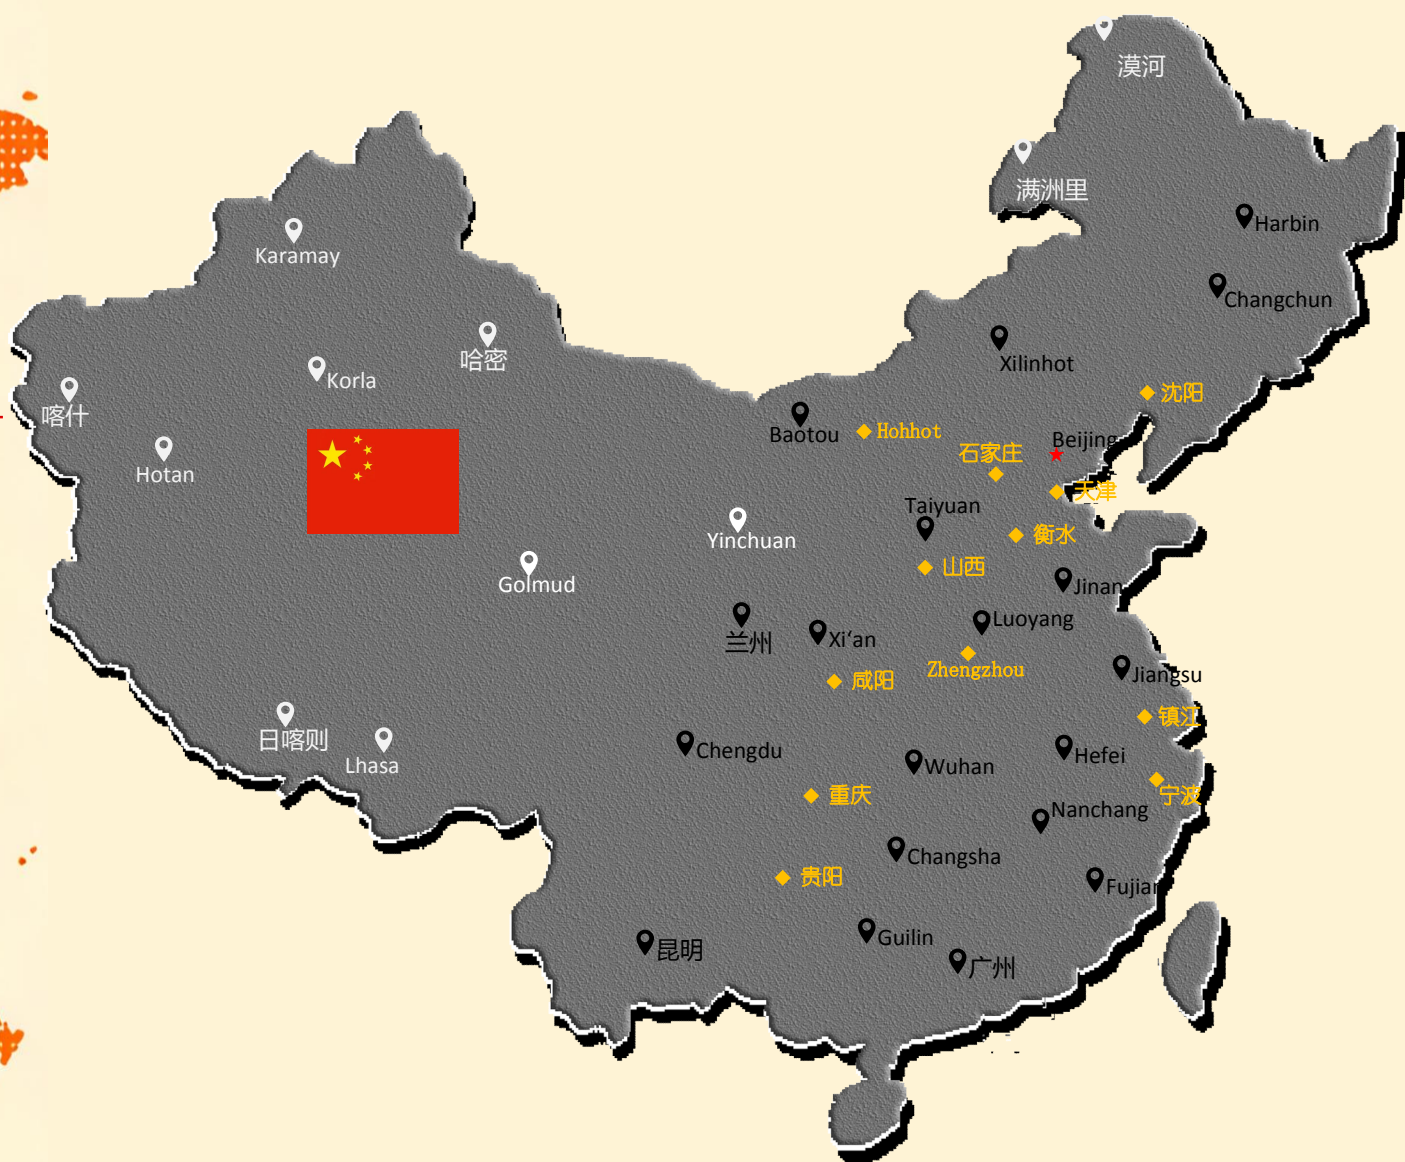 漠河
满洲里
Harbin
Karamay
Changchun
哈密
Xilinhot
Korla
沈阳
喀什
Baotou
Hohhot
Beijing
石家庄
Hotan
天津
Taiyuan
Yinchuan
衡水
山西
Golmud
Jinan
Luoyang
兰州
Xi‘an
Zhengzhou
Jiangsu
咸阳
镇江
日喀则
Lhasa
Chengdu
Hefei
Wuhan
重庆
宁波
Nanchang
Changsha
贵阳
Fujian
Guilin
昆明
广州